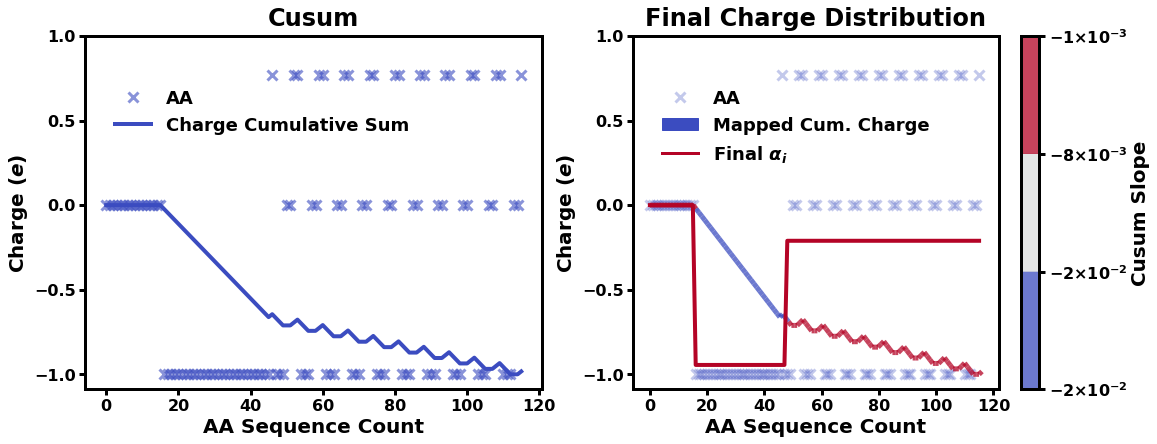 Cusum
1.0
0.5
0.0
−0.5
−1.0
Charge (e)
AA
Charge Cumulative Sum
0 20 40 60 80 100 120
AA Sequence Count
Final Charge Distribution
1.0
0.5
0.0
−0.5
−1.0
Charge (e)
AA
Mapped Cum. Charge
Final αᵢ
0 20 40 60 80 100 120
AA Sequence Count
−1×10⁻³
−8×10⁻³
−2×10⁻²
−2×10⁻²
Cusum Slope